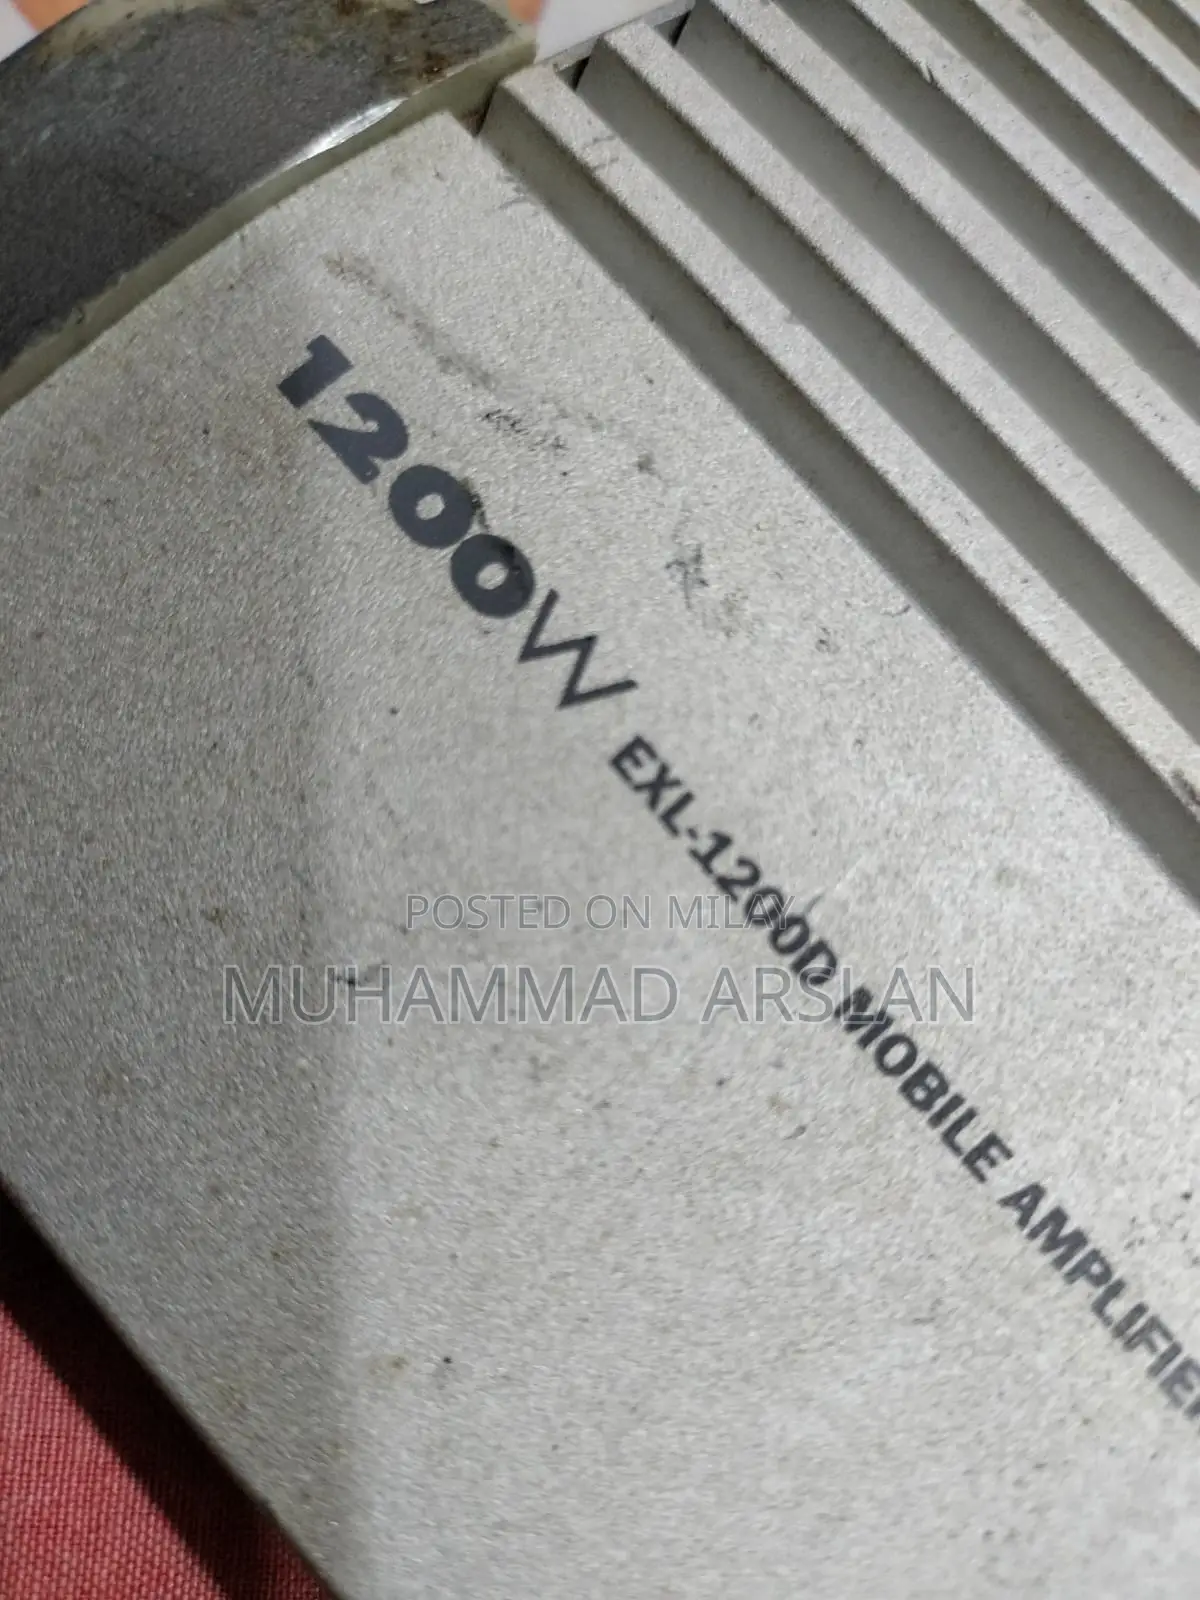 1200W
EXL-1200D MOBILE AMPLIFIER
POSTED ON MILAY
MUHAMMAD ARSLAN